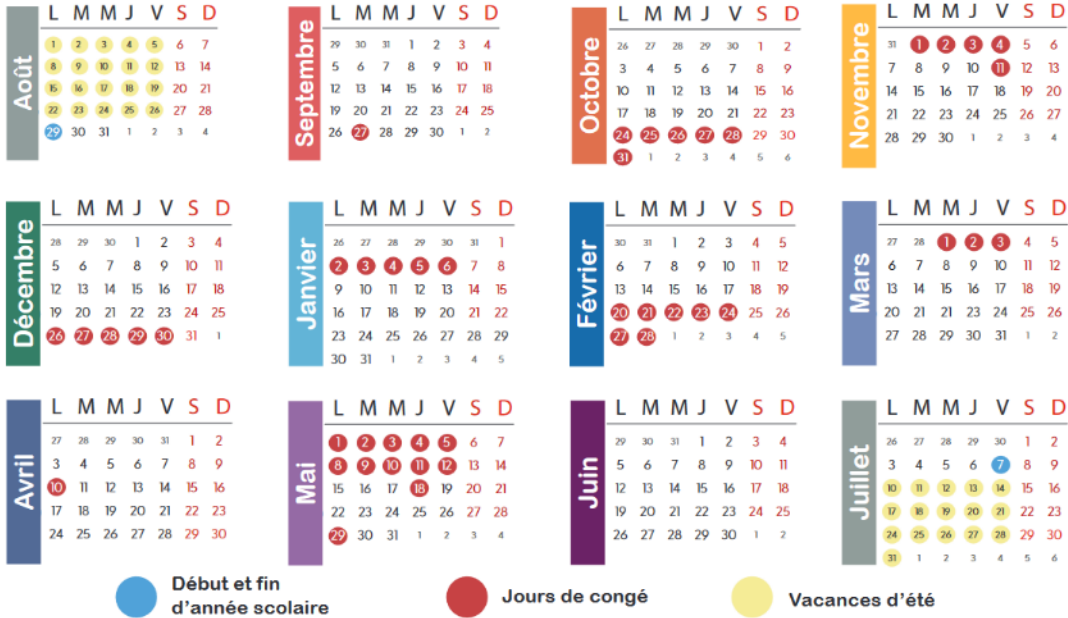 Août
L M M J V S D
1 2 3 4 5 6 7
8 9 10 11 12 13 14
15 16 17 18 19 20 21
22 23 24 25 26 27 28
29 30 31 1 2 3 4
Septembre
L M M J V S D
29 30 31 1 2 3 4
5 6 7 8 9 10 11
12 13 14 15 16 17 18
19 20 21 22 23 24 25
26 27 28 29 30 1 2
Octobre
L M M J V S D
26 27 28 29 30 1 2
3 4 5 6 7 8 9
10 11 12 13 14 15 16
17 18 19 20 21 22 23
24 25 26 27 28 29 30
31 1 2 3 4 5 6
Novembre
L M M J V S D
31 1 2 3 4 5 6
7 8 9 10 11 12 13
14 15 16 17 18 19 20
21 22 23 24 25 26 27
28 29 30 1 2 3 4
Décembre
L M M J V S D
28 29 30 1 2 3 4
5 6 7 8 9 10 11
12 13 14 15 16 17 18
19 20 21 22 23 24 25
26 27 28 29 30 31 1
Janvier
L M M J V S D
26 27 28 29 30 31 1
2 3 4 5 6 7 8
9 10 11 12 13 14 15
16 17 18 19 20 21 22
23 24 25 26 27 28 29
30 31 1 2 3 4 5
Février
L M M J V S D
30 31 1 2 3 4 5
6 7 8 9 10 11 12
13 14 15 16 17 18 19
20 21 22 23 24 25 26
27 28 1 2 3 4 5
Mars
L M M J V S D
27 28 1 2 3 4 5
6 7 8 9 10 11 12
13 14 15 16 17 18 19
20 21 22 23 24 25 26
27 28 29 30 31 1 2
Avril
L M M J V S D
27 28 29 30 31 1 2
3 4 5 6 7 8 9
10 11 12 13 14 15 16
17 18 19 20 21 22 23
24 25 26 27 28 29 30
Mai
L M M J V S D
1 2 3 4 5 6 7
8 9 10 11 12 13 14
15 16 17 18 19 20 21
22 23 24 25 26 27 28
29 30 31 1 2 3 4
Juin
L M M J V S D
29 30 31 1 2 3 4
5 6 7 8 9 10 11
12 13 14 15 16 17 18
19 20 21 22 23 24 25
26 27 28 29 30 1 2
Juillet
L M M J V S D
26 27 28 29 30 1 2
3 4 5 6 7 8 9
10 11 12 13 14 15 16
17 18 19 20 21 22 23
24 25 26 27 28 29 30
31 1 2 3 4 5 6
Début et fin
d'année scolaire
Jours de congé
Vacances d'été